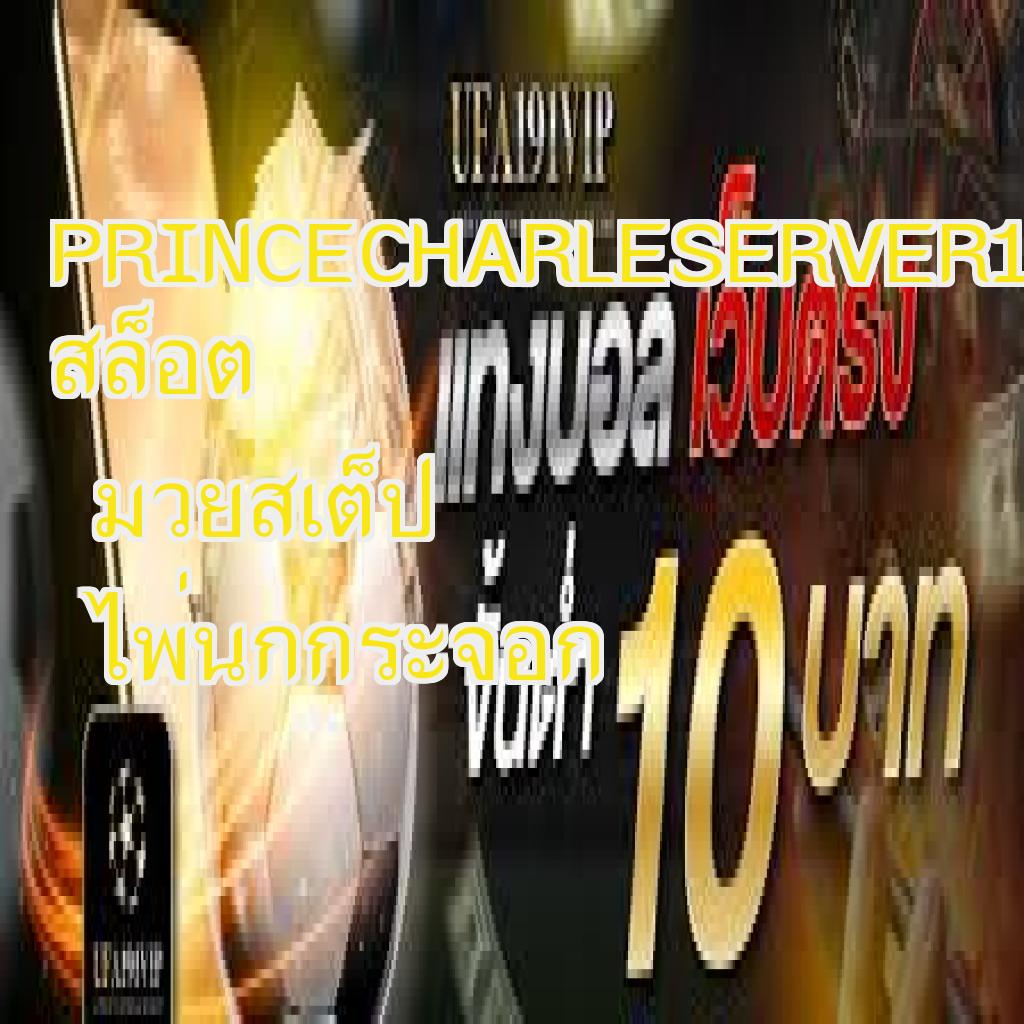 UFA191VIP
PRINCECHARLESERVER1
สล็อต
แทงบอล เว็บตรง
มวยสเต็ป
ไพ่นกกระจอก
ขั้นต่ำ 10 บาท
UFA191VIP